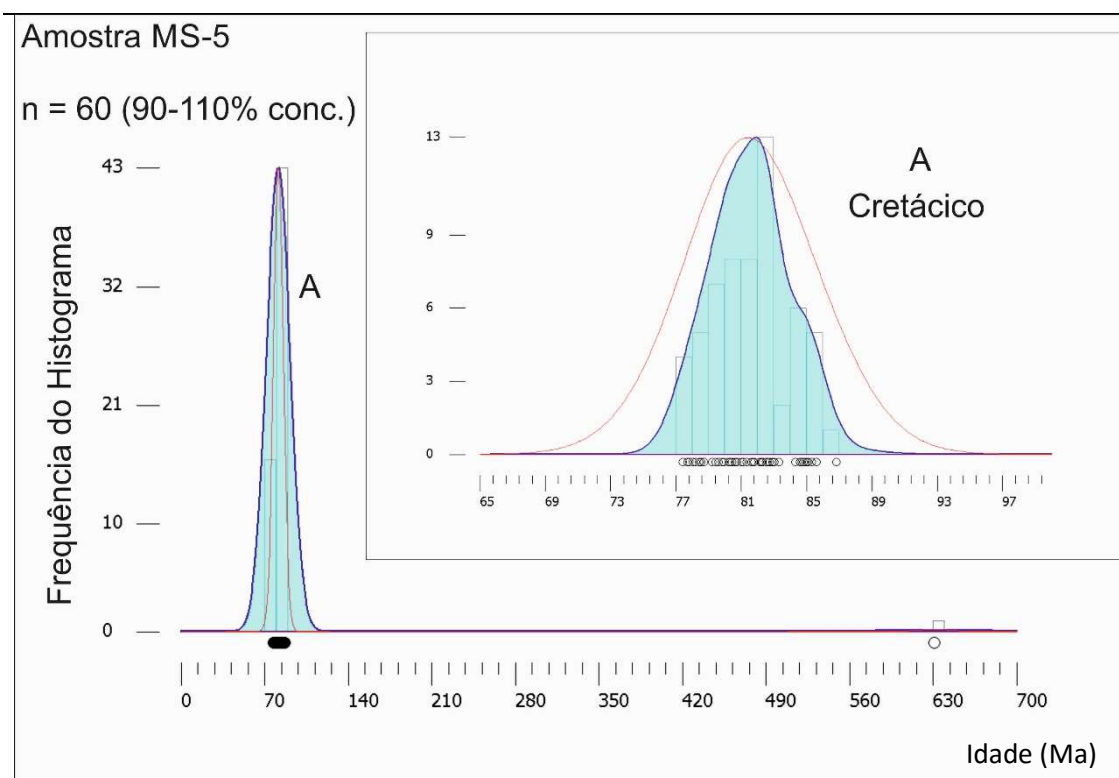 Amostra MS-5
n = 60 (90-110% conc.)
Frequência do Histograma
43
32
21
10
0
A
13
9
6
3
0
A
Cretácico
65 69 73 77 81 85 89 93 97
0 70 140 210 280 350 420 490 560 630 700
Idade (Ma)